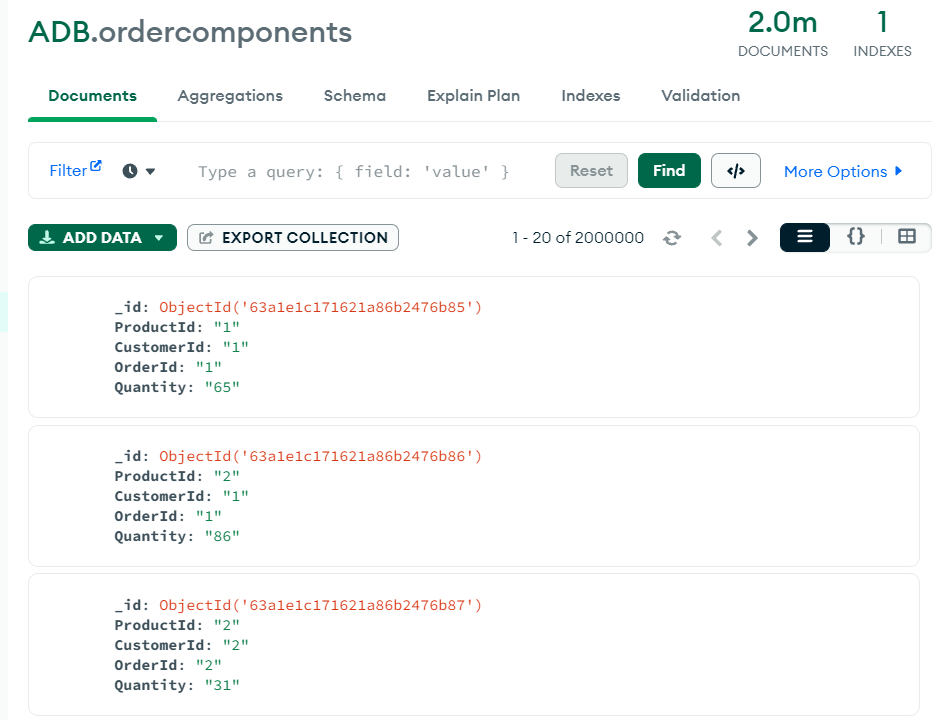 ADB.ordercomponents
2.0m 1
DOCUMENTS INDEXES
Documents Aggregations Schema Explain Plan Indexes Validation
Filter Type a query: { field: 'value' } Reset Find </> More Options
ADD DATA EXPORT COLLECTION 1 - 20 of 2000000 {}
_id: ObjectId('63a1e1c171621a86b2476b85')
ProductId: "1"
CustomerId: "1"
OrderId: "1"
Quantity: "65"
_id: ObjectId('63a1e1c171621a86b2476b86')
ProductId: "2"
CustomerId: "1"
OrderId: "1"
Quantity: "86"
_id: ObjectId('63a1e1c171621a86b2476b87')
ProductId: "2"
CustomerId: "2"
OrderId: "2"
Quantity: "31"